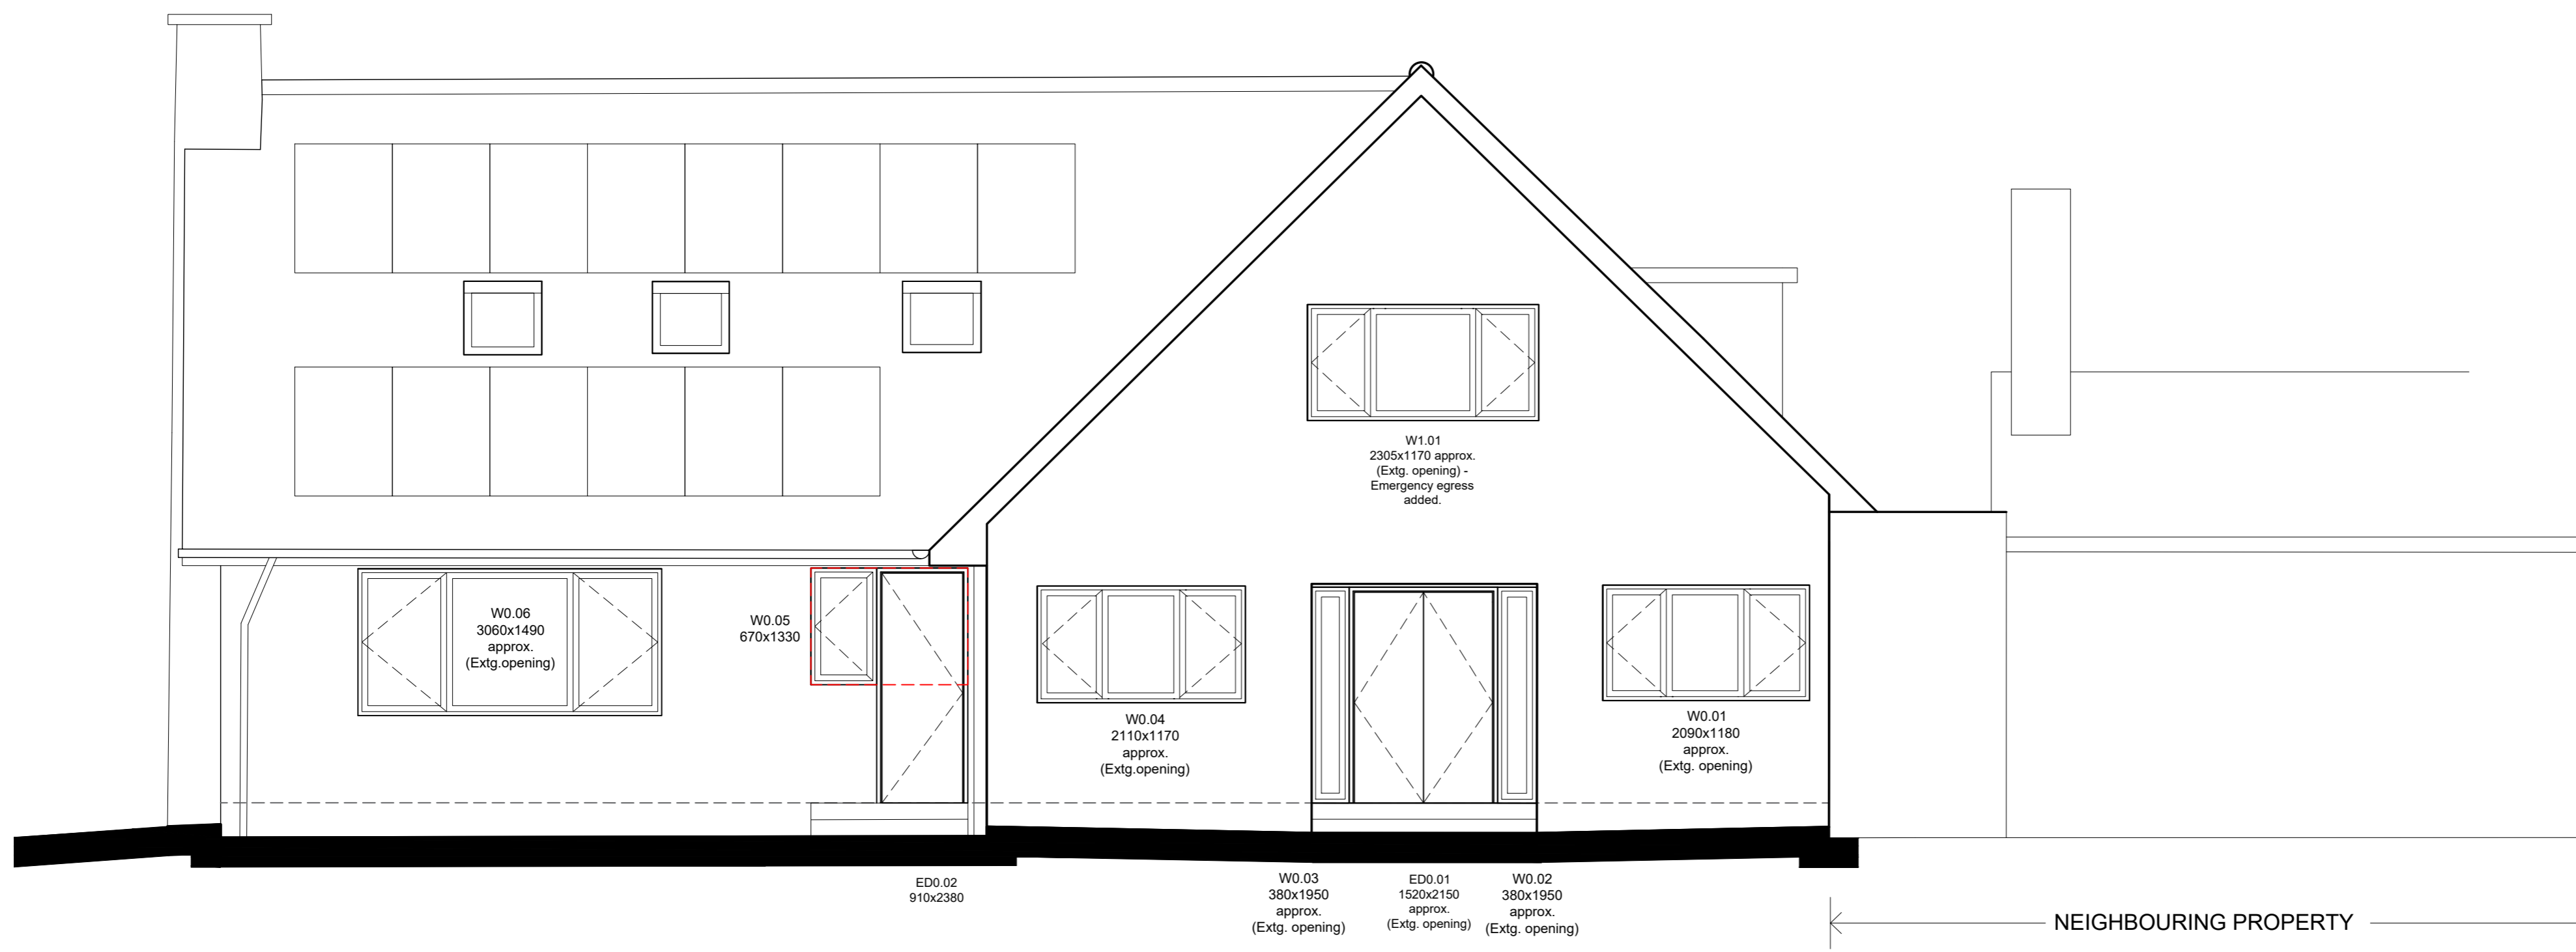 W1.01
2305x1170 approx.
(Extg. opening) -
Emergency egress
added.
W0.06
3060x1490
approx.
(Extg.opening)
W0.05
670x1330
W0.04
2110x1170
approx.
(Extg.opening)
W0.01
2090x1180
approx.
(Extg. opening)
ED0.02
910x2380
W0.03
380x1950
approx.
(Extg. opening)
ED0.01
1520x2150
approx.
(Extg. opening)
W0.02
380x1950
approx.
(Extg. opening)
NEIGHBOURING PROPERTY